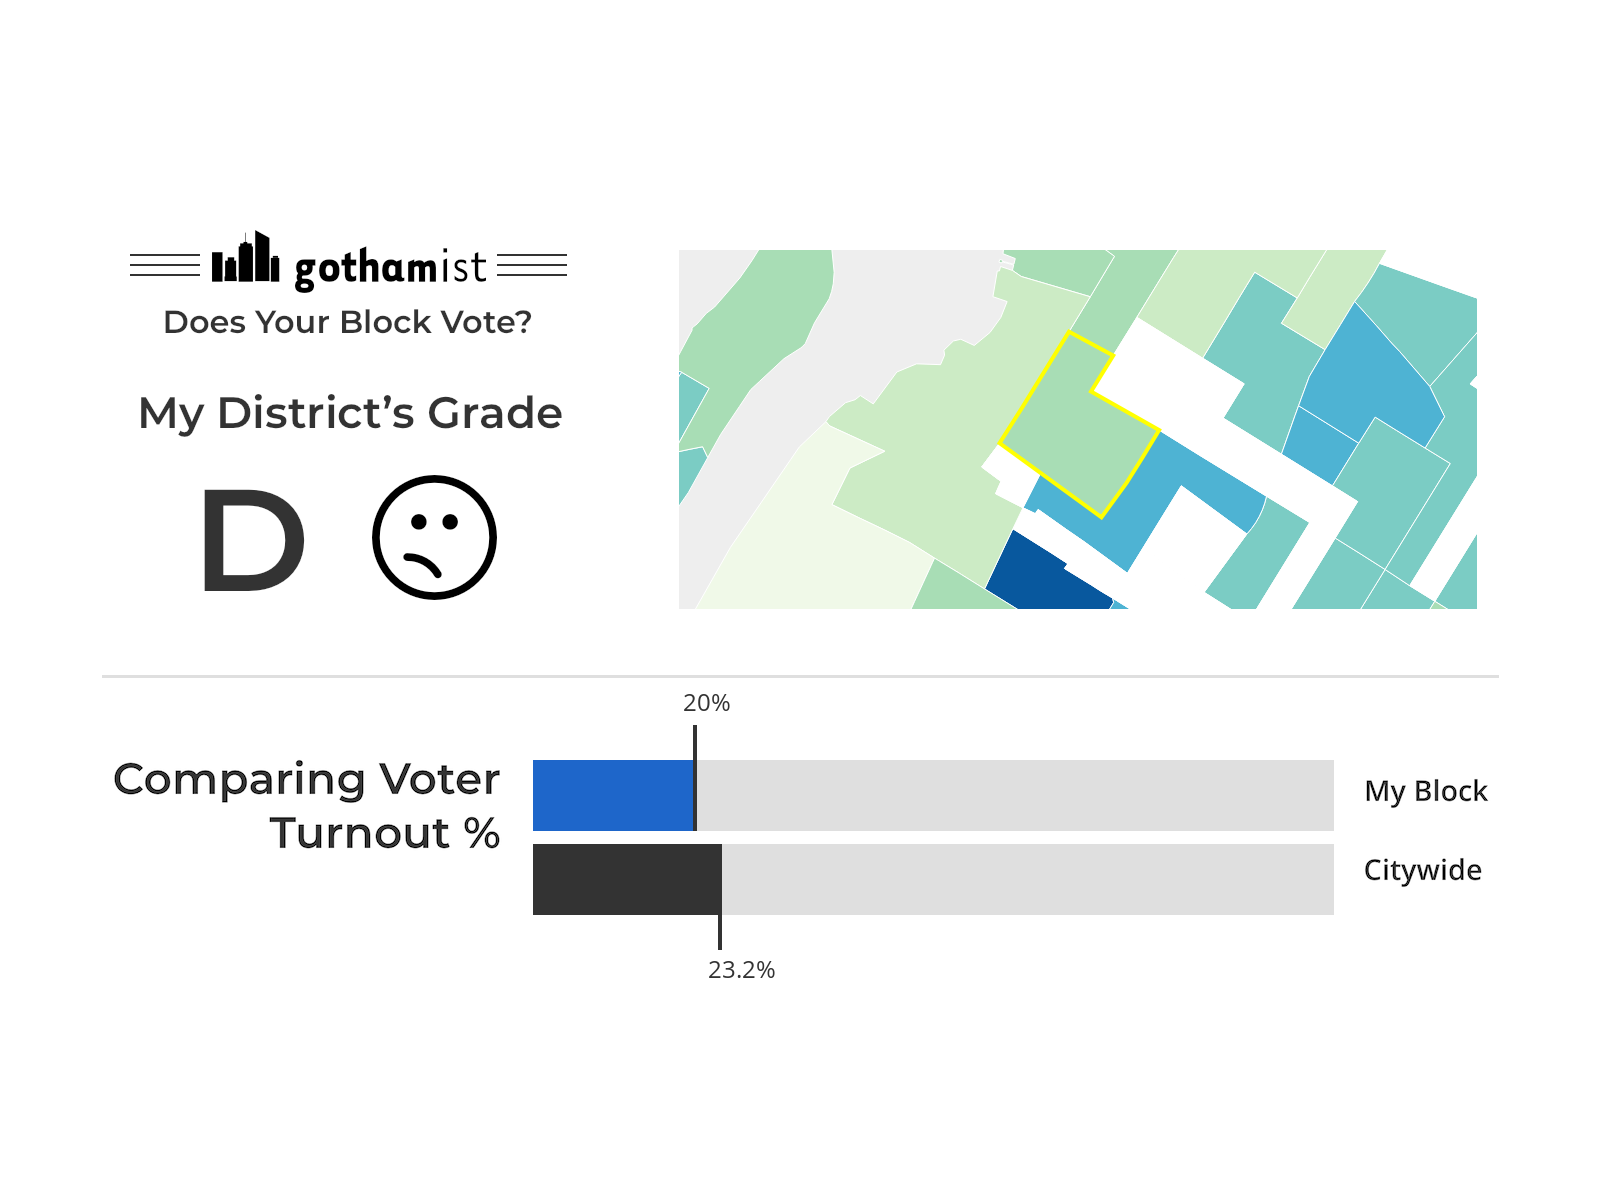 gothamist
Does Your Block Vote?
My District’s Grade
D
20%
Comparing Voter
Turnout %
My Block
Citywide
23.2%